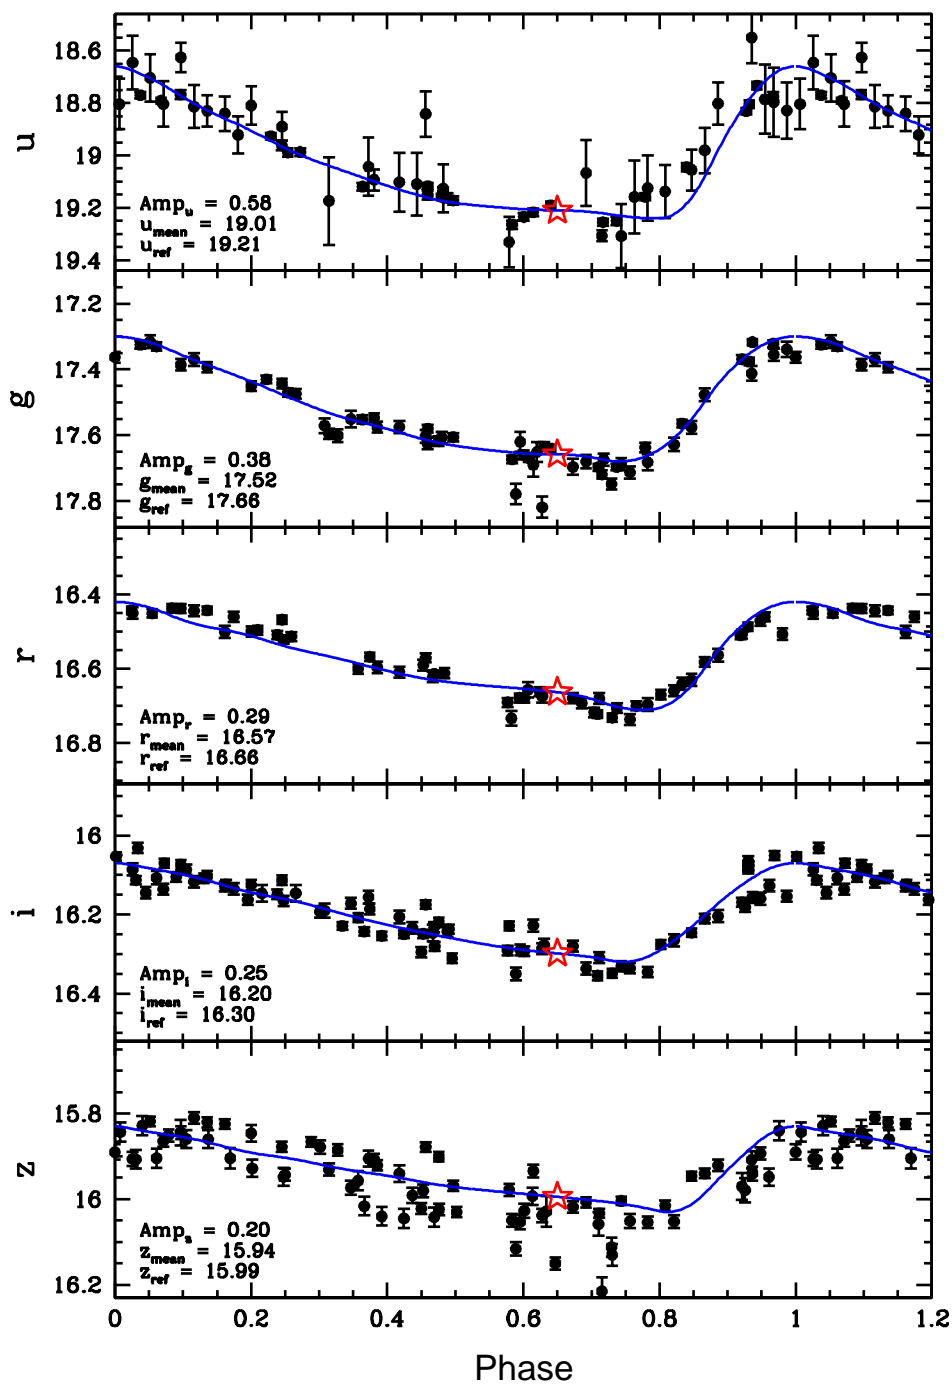 18.6
18.8
19
19.2
19.4
u
Amp_u = 0.58
u_mean = 19.01
u_ref = 19.21
17.2
17.4
17.6
17.8
g
Amp_g = 0.38
g_mean = 17.52
g_ref = 17.66
16.4
16.6
16.8
r
Amp_r = 0.29
r_mean = 16.57
r_ref = 16.66
16
16.2
16.4
i
Amp_i = 0.25
i_mean = 16.20
i_ref = 16.30
15.8
16
16.2
z
Amp_z = 0.20
z_mean = 15.94
z_ref = 15.99
0 0.2 0.4 0.6 0.8 1 1.2
Phase